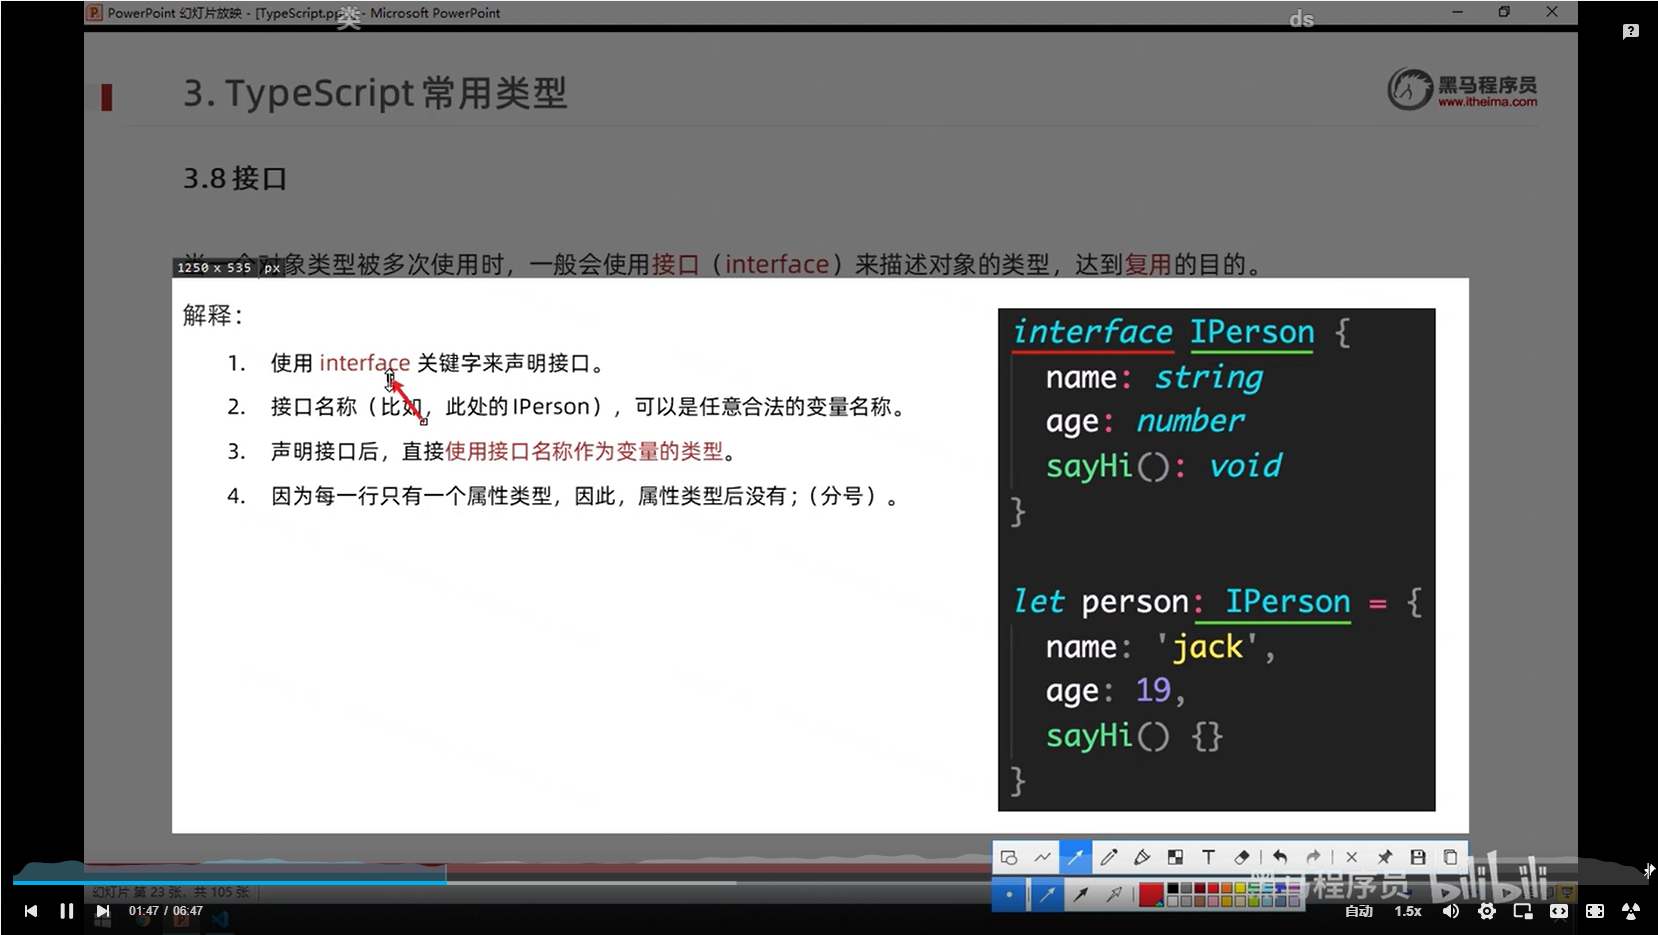 PowerPoint 幻灯片放映 - [TypeScript.pp - Microsoft PowerPoint
类
ds
3. TypeScript 常用类型
黑马程序员
www.itheima.com
3.8 接口
一个对象类型被多次使用时，一般会使用接口（interface）来描述对象的类型，达到复用的目的。
1250 x 535 px
解释：
1. 使用 interface 关键字来声明接口。
2. 接口名称（比如，此处的 IPerson），可以是任意合法的变量名称。
3. 声明接口后，直接使用接口名称作为变量的类型。
4. 因为每一行只有一个属性类型，因此，属性类型后没有；（分号）。
interface IPerson {
name: string
age: number
sayHi(): void
}
let person: IPerson = {
name: 'jack',
age: 19,
sayHi() {}
}
黑马程序员 bilibili
幻灯片 第 23 张，共 105 张
01:47 / 06:47
自动
1.5x